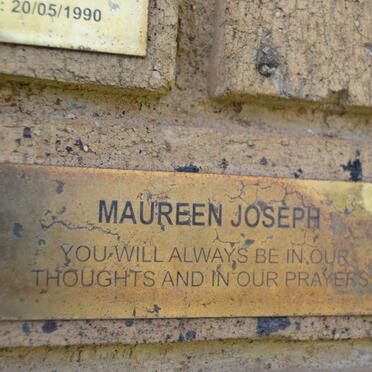 : 20/05/1990
MAUREEN JOSEPH
YOU WILL ALWAYS BE IN OUR
THOUGHTS AND IN OUR PRAYERS